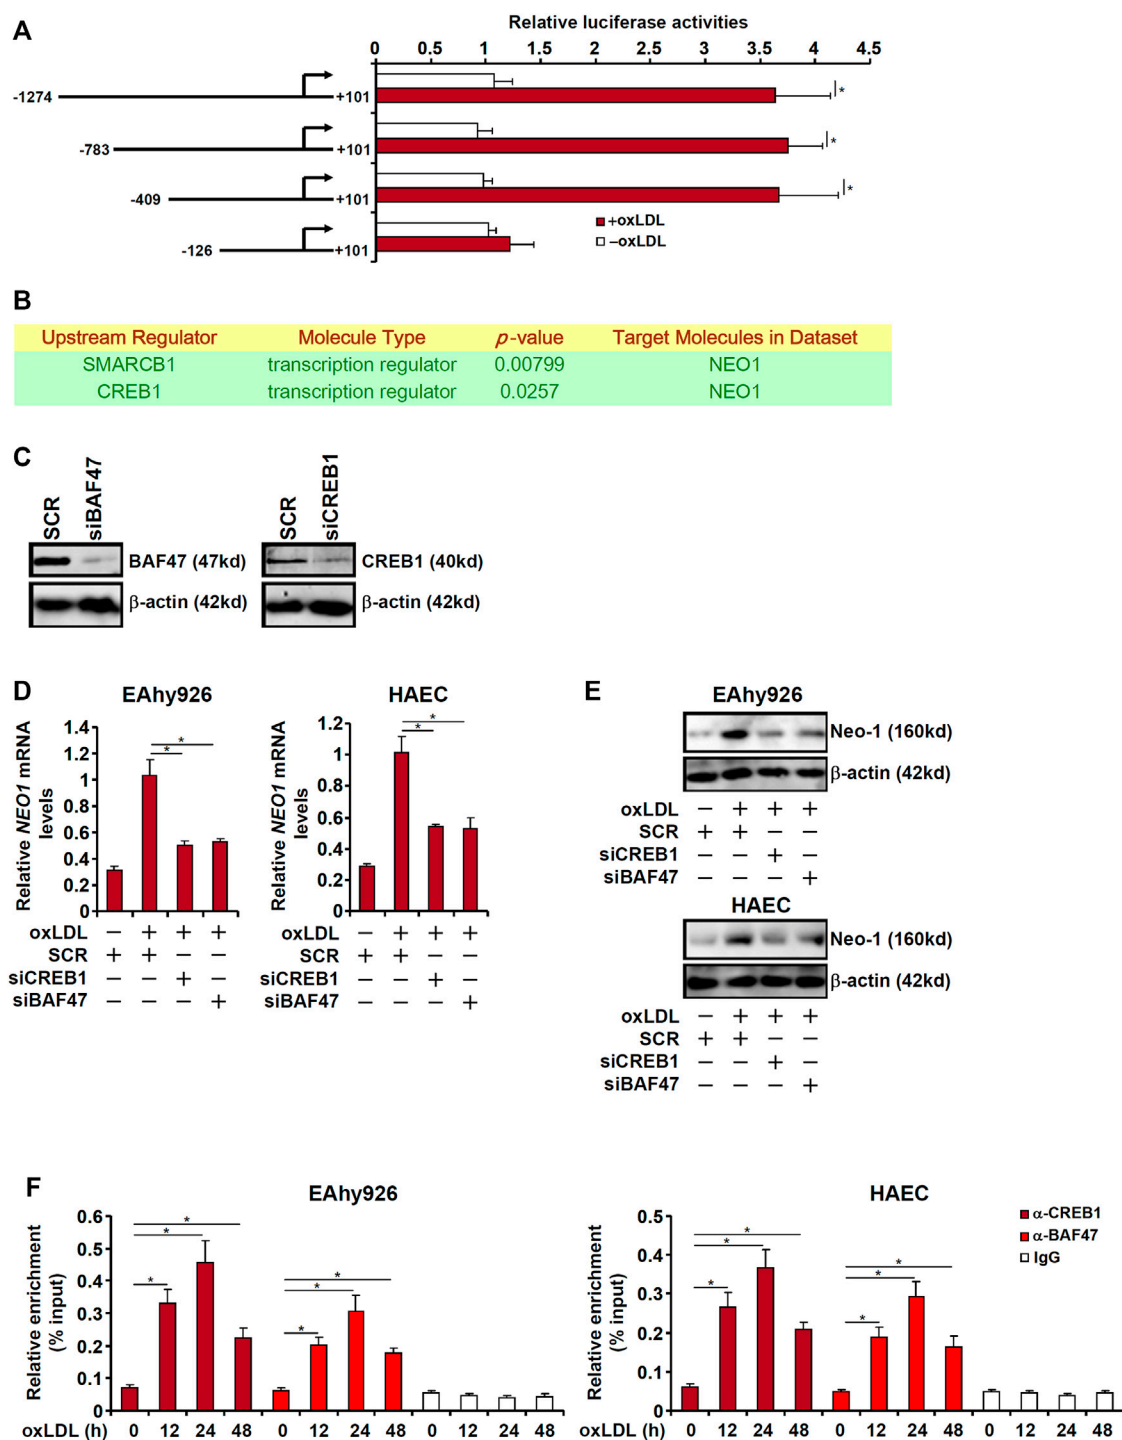 A
Relative luciferase activities
0 0.5 1 1.5 2 2.5 3 3.5 4 4.5
-1274 +101 *
-783 +101 *
-409 +101 *
-126 +101
+oxLDL
–oxLDL
B
Upstream Regulator Molecule Type p-value Target Molecules in Dataset
SMARCB1 transcription regulator 0.00799 NEO1
CREB1 transcription regulator 0.0257 NEO1
C
SCR siBAF47
BAF47 (47kd)
β-actin (42kd)
SCR siCREB1
CREB1 (40kd)
β-actin (42kd)
D
EAhy926
Relative NEO1 mRNA
levels
1.4
1.2
1
0.8
0.6
0.4
0.2
0
*
*
oxLDL – + + +
SCR + + – –
siCREB1 – – + –
siBAF47 – – – +
HAEC
Relative NEO1 mRNA
levels
1.2
1
0.8
0.6
0.4
0.2
0
*
*
oxLDL – + + +
SCR + + – –
siCREB1 – – + –
siBAF47 – – – +
E
EAhy926
Neo-1 (160kd)
β-actin (42kd)
oxLDL – + + +
SCR + + – –
siCREB1 – – + –
siBAF47 – – – +
HAEC
Neo-1 (160kd)
β-actin (42kd)
oxLDL – + + +
SCR + + – –
siCREB1 – – + –
siBAF47 – – – +
F
EAhy926
Relative enrichment
(% input)
0.6
0.5
0.4
0.3
0.2
0.1
0
* * *
* * *
oxLDL (h) 0 12 24 48 0 12 24 48 0 12 24 48
HAEC
Relative enrichment
(% input)
0.5
0.4
0.3
0.2
0.1
0
* * *
* * *
oxLDL (h) 0 12 24 48 0 12 24 48 0 12 24 48
α-CREB1
α-BAF47
IgG